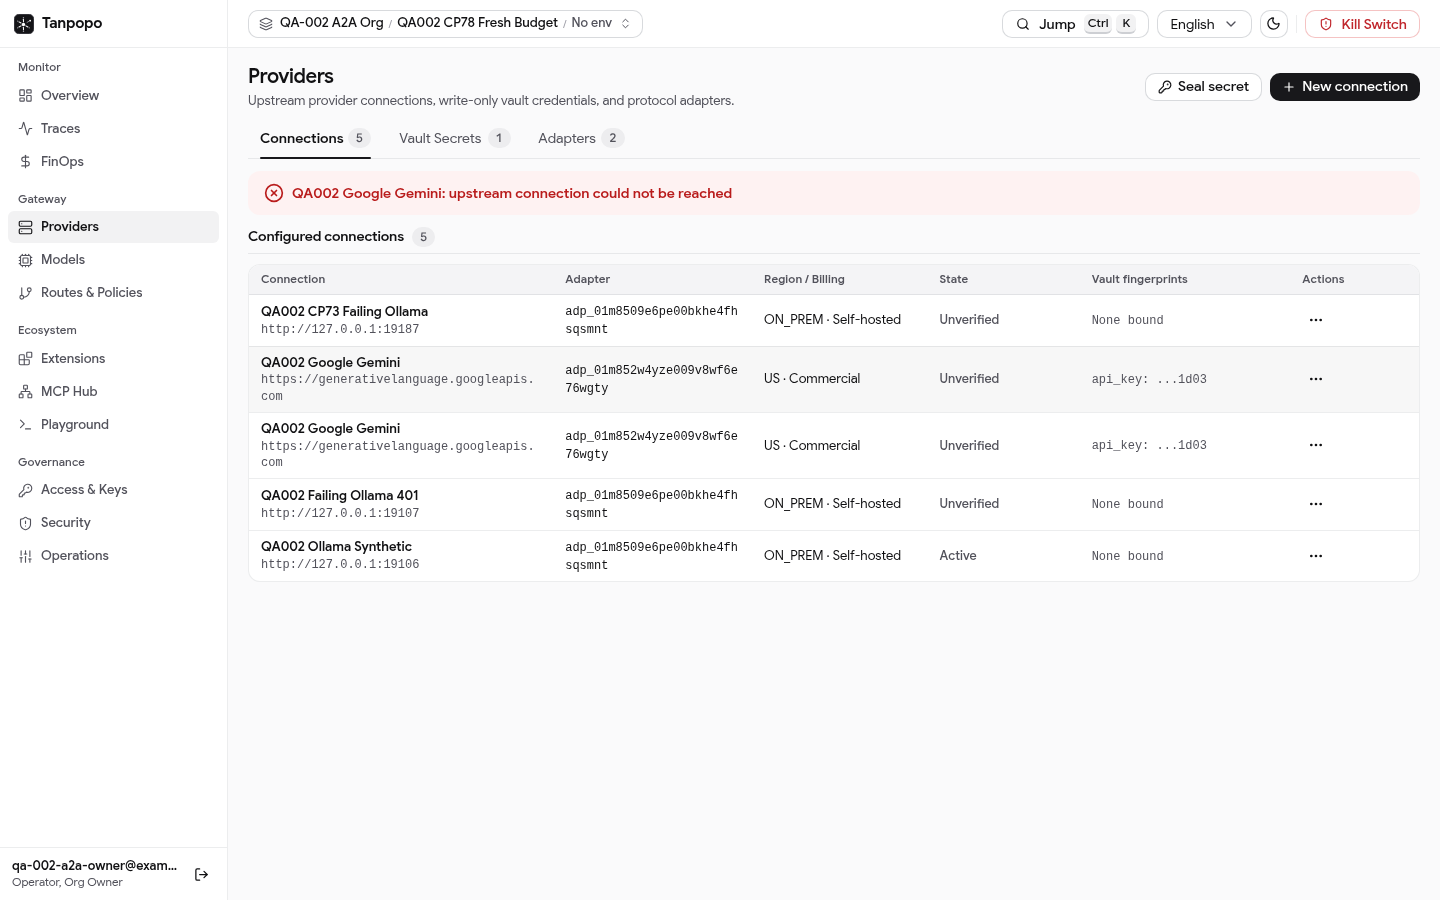 Tanpopo
QA-002 A2A Org / QA002 CP78 Fresh Budget / No env
Jump Ctrl K
English
Kill Switch
Monitor
Overview
Traces
FinOps
Gateway
Providers
Models
Routes & Policies
Ecosystem
Extensions
MCP Hub
Playground
Governance
Access & Keys
Security
Operations
qa-002-a2a-owner@exam...
Operator, Org Owner
Providers
Upstream provider connections, write-only vault credentials, and protocol adapters.
Seal secret
New connection
Connections 5
Vault Secrets 1
Adapters 2
QA002 Google Gemini: upstream connection could not be reached
Configured connections 5
Connection Adapter Region / Billing State Vault fingerprints Actions
QA002 CP73 Failing Ollama
http://127.0.0.1:19187
adp_01m8509e6pe00bkhe4fh
sqsmnt
ON_PREM · Self-hosted
Unverified
None bound
QA002 Google Gemini
https://generativelanguage.googleapis.
com
adp_01m852w4yze009v8wf6e
76wgty
US · Commercial
Unverified
api_key: ...1d03
QA002 Google Gemini
https://generativelanguage.googleapis.
com
adp_01m852w4yze009v8wf6e
76wgty
US · Commercial
Unverified
api_key: ...1d03
QA002 Failing Ollama 401
http://127.0.0.1:19107
adp_01m8509e6pe00bkhe4fh
sqsmnt
ON_PREM · Self-hosted
Unverified
None bound
QA002 Ollama Synthetic
http://127.0.0.1:19106
adp_01m8509e6pe00bkhe4fh
sqsmnt
ON_PREM · Self-hosted
Active
None bound